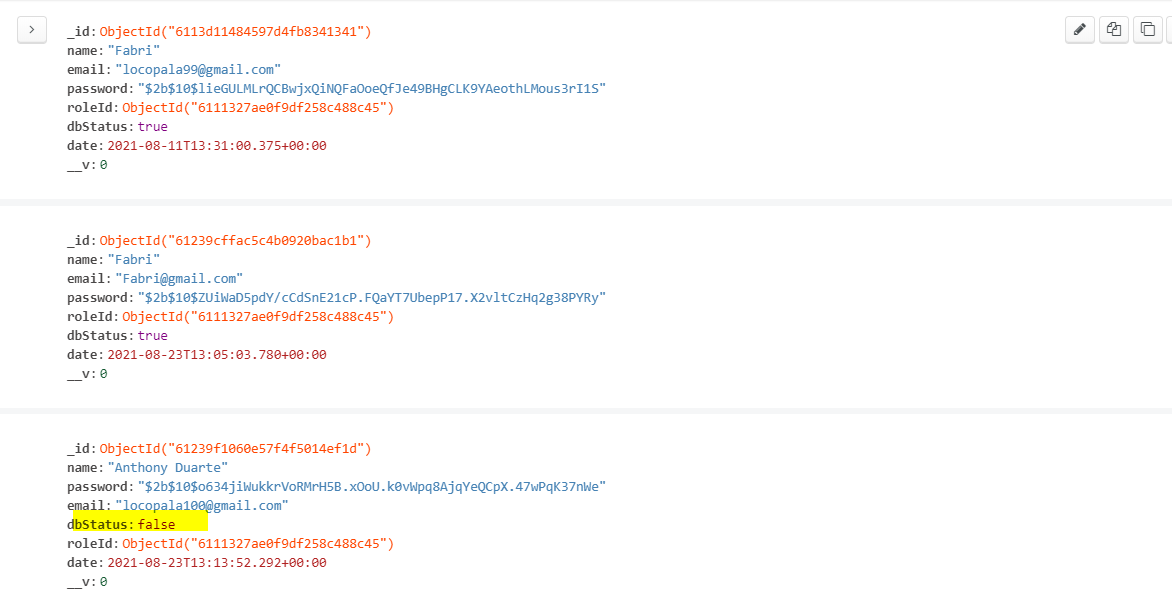 _id: ObjectId("6113d11484597d4fb8341341")
name: "Fabri"
email: "locopala99@gmail.com"
password: "$2b$10$lieGULMLrQCBwjxQiNQFaOoeQfJe49BHgCLK9YAeothLMous3rI1S"
roleId: ObjectId("6111327ae0f9df258c488c45")
dbStatus: true
date: 2021-08-11T13:31:00.375+00:00
__v: 0
_id: ObjectId("61239cffac5c4b0920bac1b1")
name: "Fabri"
email: "Fabri@gmail.com"
password: "$2b$10$ZUiWaD5pdY/cCdSnE21cP.FQaYT7UbepP17.X2vltCzHq2g38PYRy"
roleId: ObjectId("6111327ae0f9df258c488c45")
dbStatus: true
date: 2021-08-23T13:05:03.780+00:00
__v: 0
_id: ObjectId("61239f1060e57f4f5014ef1d")
name: "Anthony Duarte"
password: "$2b$10$o634jiWukkrVoRMrH5B.xOoU.k0vWpq8AjqYeQCpX.47wPqK37nWe"
email: "locopala100@gmail.com"
dbStatus: false
roleId: ObjectId("6111327ae0f9df258c488c45")
date: 2021-08-23T13:13:52.292+00:00
__v: 0